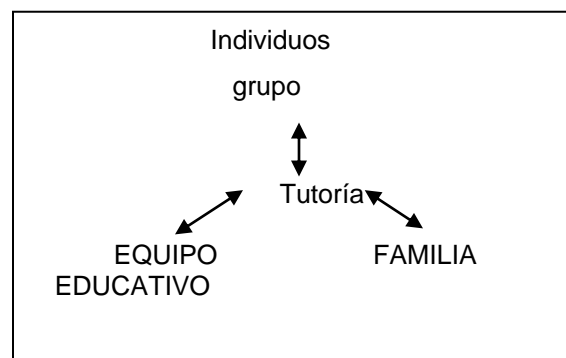 Individuos
grupo
Tutoría
EQUIPO FAMILIA
EDUCATIVO